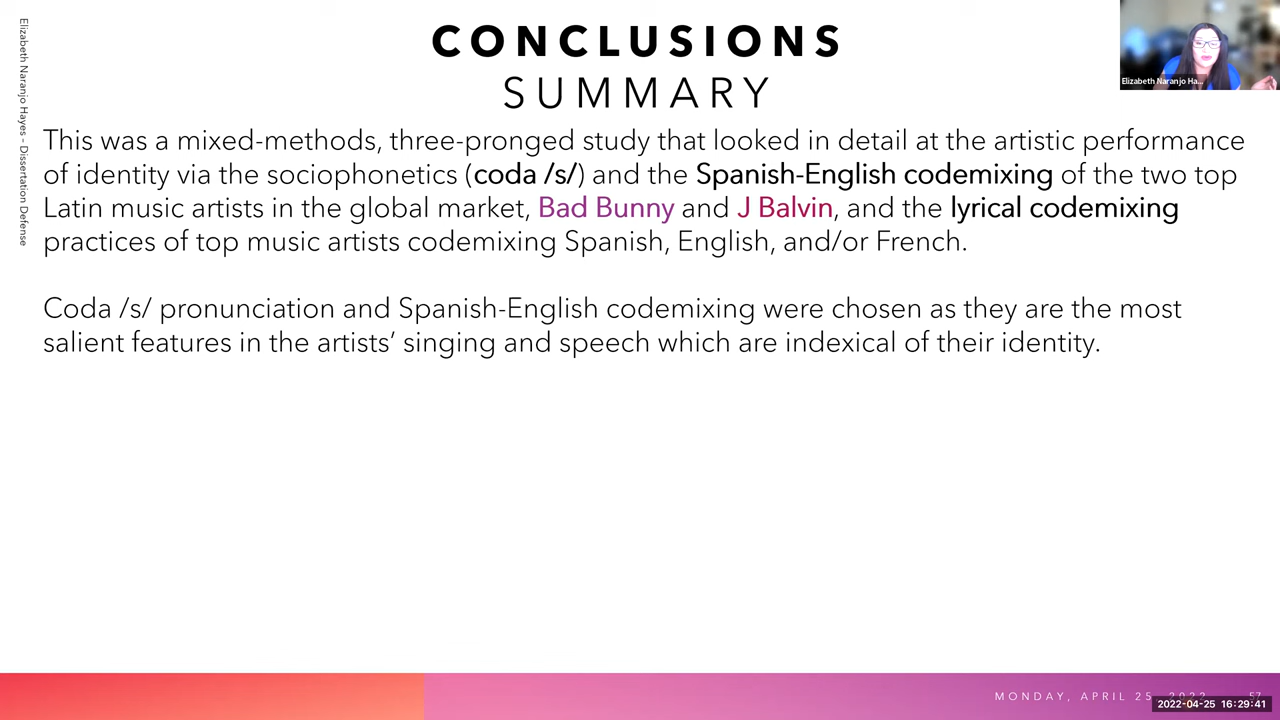 CONCLUSIONS
SUMMARY
Elizabeth Naranjo Hayes – Dissertation Defense
Elizabeth Naranjo Ha...
This was a mixed-methods, three-pronged study that looked in detail at the artistic performance
of identity via the sociophonetics (coda /s/) and the Spanish-English codemixing of the two top
Latin music artists in the global market, Bad Bunny and J Balvin, and the lyrical codemixing
practices of top music artists codemixing Spanish, English, and/or French.
Coda /s/ pronunciation and Spanish-English codemixing were chosen as they are the most
salient features in the artists’ singing and speech which are indexical of their identity.
MONDAY, APRIL 25, 2022
57
2022-04-25 16:29:41